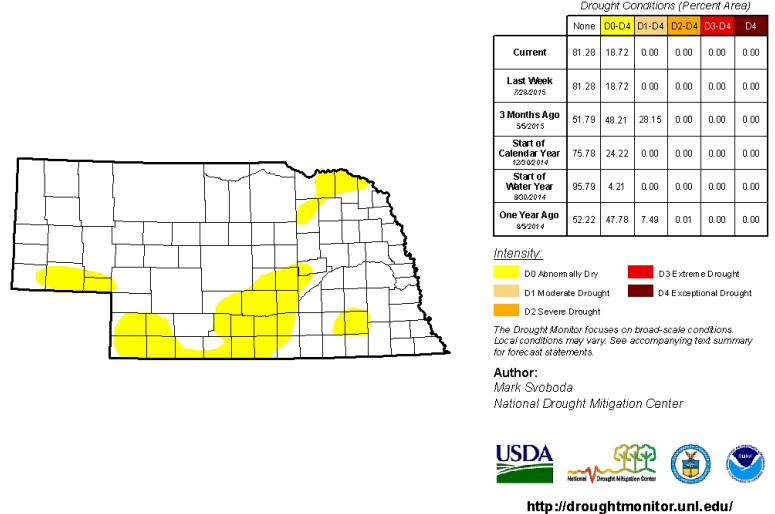 Drought Conditions (Percent Area)
None D0-D4 D1-D4 D2-D4 D3-D4 D4
Current 81.28 18.72 0.00 0.00 0.00 0.00
Last Week
7/28/2015 81.28 18.72 0.00 0.00 0.00 0.00
3 Months Ago
5/5/2015 51.79 48.21 28.15 0.00 0.00 0.00
Start of
Calendar Year
12/30/2014 75.78 24.22 0.00 0.00 0.00 0.00
Start of
Water Year
9/30/2014 95.79 4.21 0.00 0.00 0.00 0.00
One Year Ago
8/5/2014 52.22 47.78 7.49 0.01 0.00 0.00
Intensity:
D0 Abnormally Dry
D1 Moderate Drought
D2 Severe Drought
D3 Extreme Drought
D4 Exceptional Drought
The Drought Monitor focuses on broad-scale conditions.
Local conditions may vary. See accompanying text summary
for forecast statements.
Author:
Mark Svoboda
National Drought Mitigation Center
USDA
National Drought Mitigation Center
http://droughtmonitor.unl.edu/